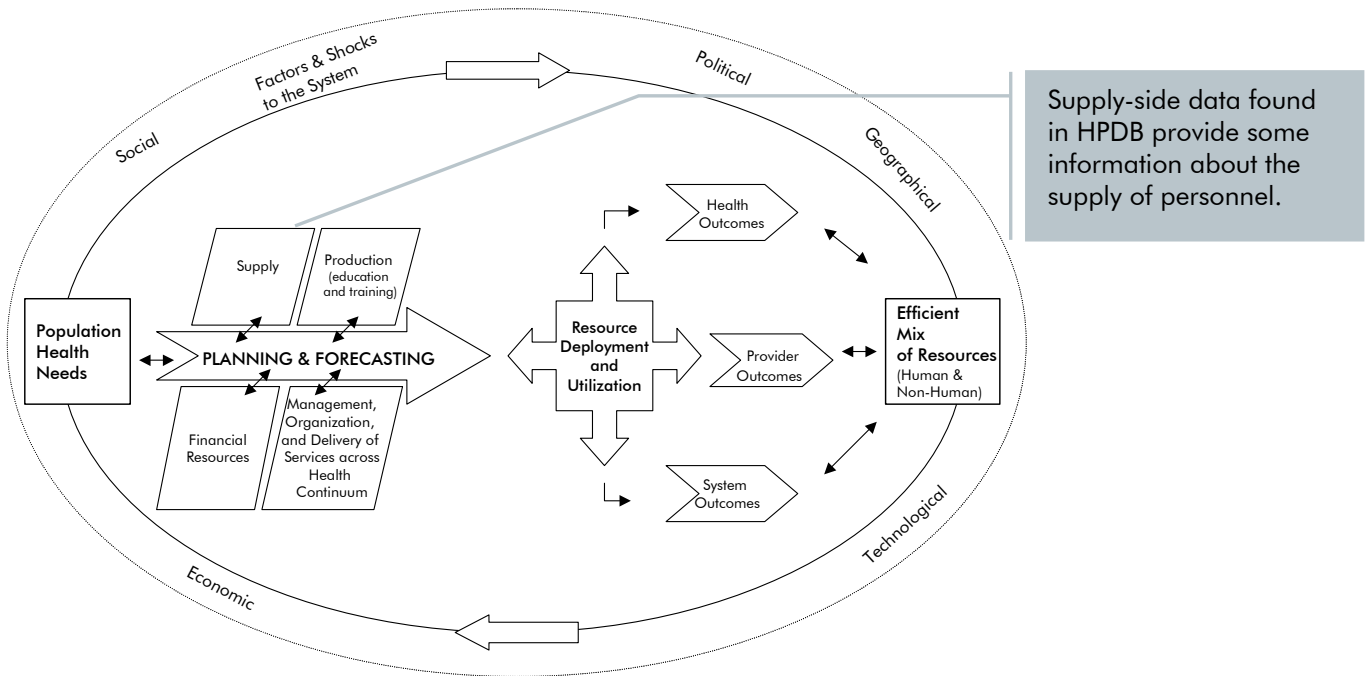 Factors & Shocks
to the System
Political
Social
Geographical
Supply-side data found
in HPDB provide some
information about the
supply of personnel.
Supply
Production
(education
and training)
Health
Outcomes
Population
Health
Needs
PLANNING & FORECASTING
Resource
Deployment
and
Utilization
Provider
Outcomes
Efficient
Mix
of Resources
(Human &
Non-Human)
Financial
Resources
Management,
Organization,
and Delivery of
Services across
Health
Continuum
System
Outcomes
Technological
Economic